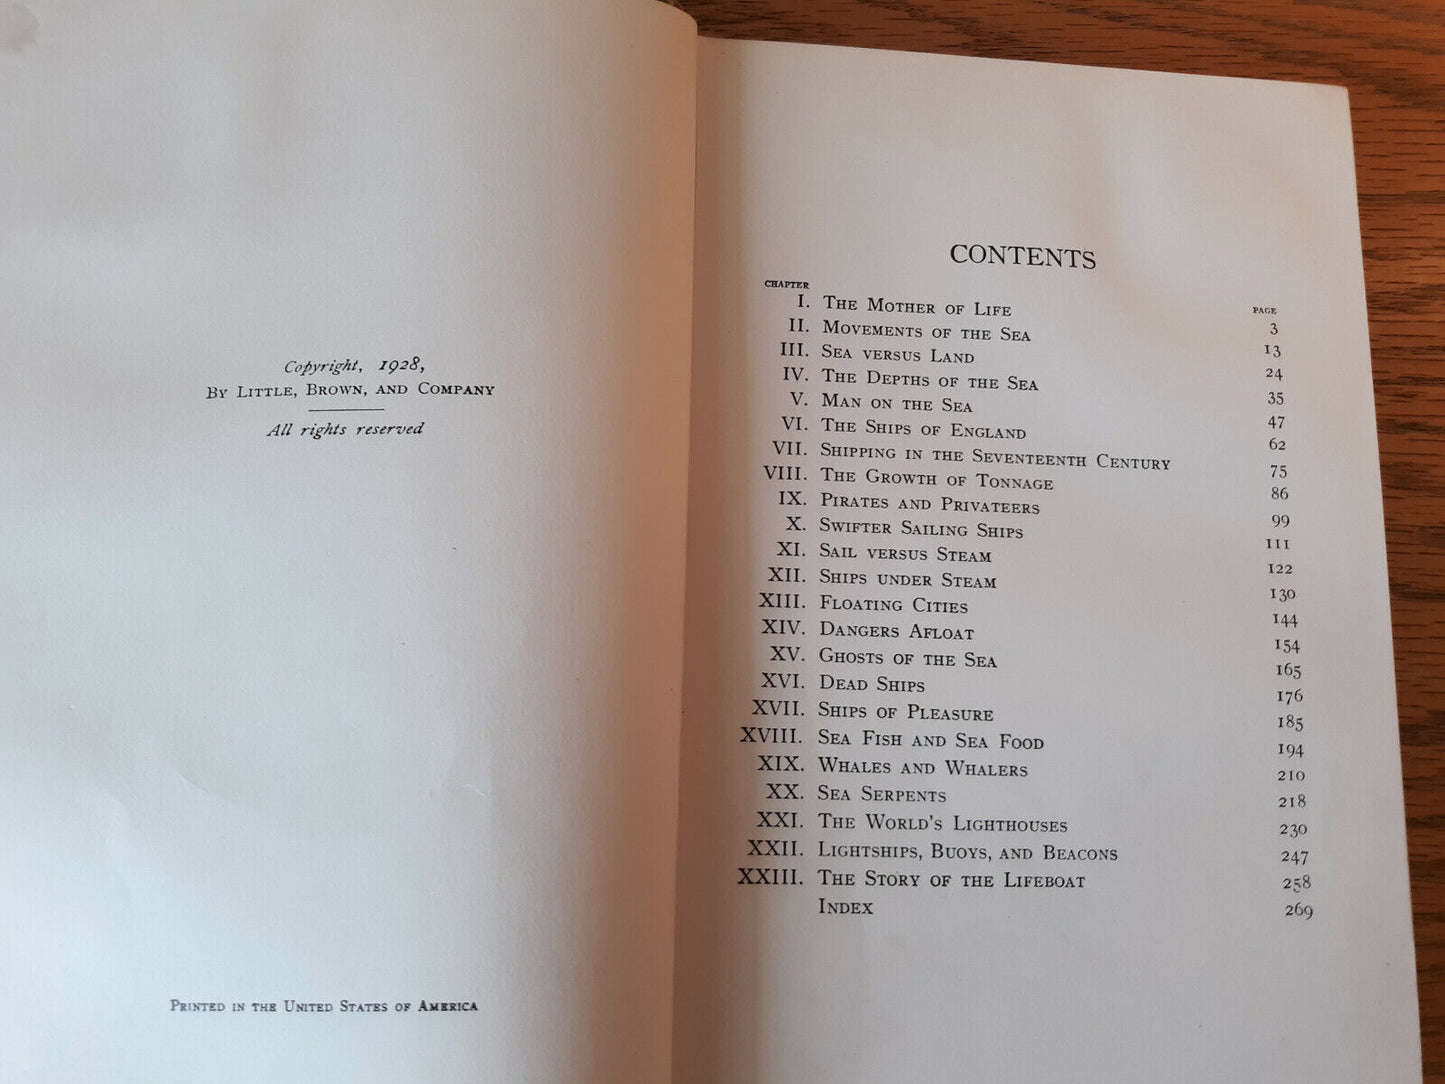 Copyright, 1928,
By Little, Brown, and Company
All rights reserved
Printed in the United States of America
CONTENTS
CHAPTER PAGE
I. The Mother of Life 3
II. Movements of the Sea 13
III. Sea versus Land 24
IV. The Depths of the Sea 35
V. Man on the Sea 47
VI. The Ships of England 62
VII. Shipping in the Seventeenth Century 75
VIII. The Growth of Tonnage 86
IX. Pirates and Privateers 99
X. Swifter Sailing Ships 111
XI. Sail versus Steam 122
XII. Ships under Steam 130
XIII. Floating Cities 144
XIV. Dangers Afloat 154
XV. Ghosts of the Sea 165
XVI. Dead Ships 176
XVII. Ships of Pleasure 185
XVIII. Sea Fish and Sea Food 194
XIX. Whales and Whalers 210
XX. Sea Serpents 218
XXI. The World's Lighthouses 230
XXII. Lightships, Buoys, and Beacons 247
XXIII. The Story of the Lifeboat 258
Index 269